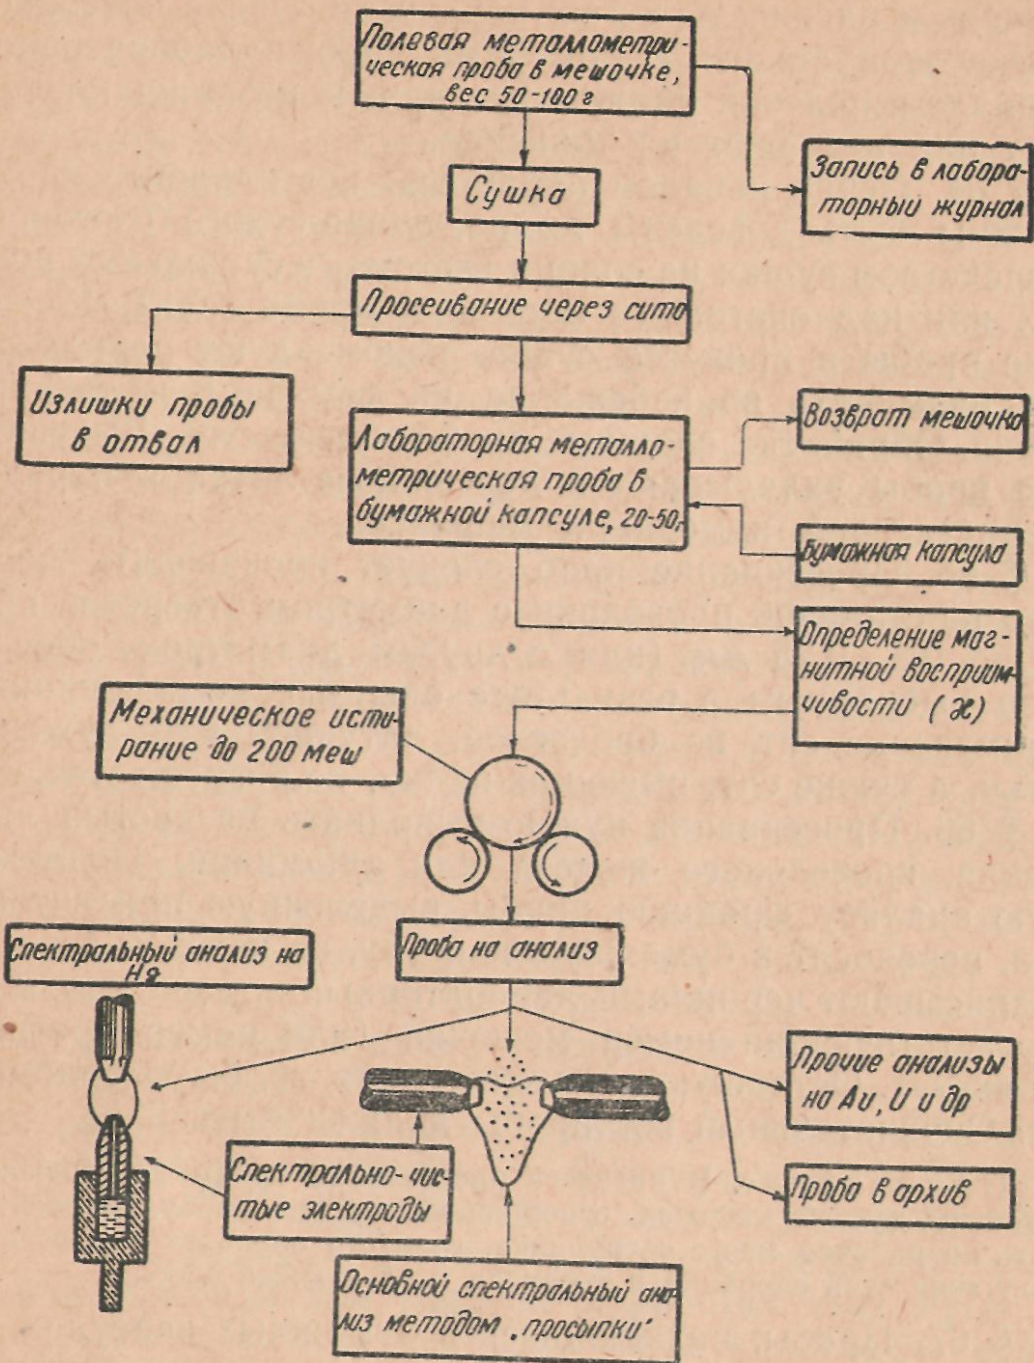 Полевая металлометри-
ческая проба в мешочке,
вес 50-100 г
Запись в лабора-
торный журнал
Сушка
Просеивание через сито
Излишки пробы
в отвал
Лабораторная металло-
метрическая проба в
бумажной капсуле, 20-50г
Возврат мешочка
Бумажная капсула
Определение маг-
нитной восприим-
чивости (ϰ)
Механическое исти-
рание до 200 меш
Проба на анализ
Спектральный анализ на
Hg
Прочие анализы
на Au, U и др
Спектрально-чис-
тые электроды
Проба в архив
Основной спектральный ана-
лиз методом „просыпки"